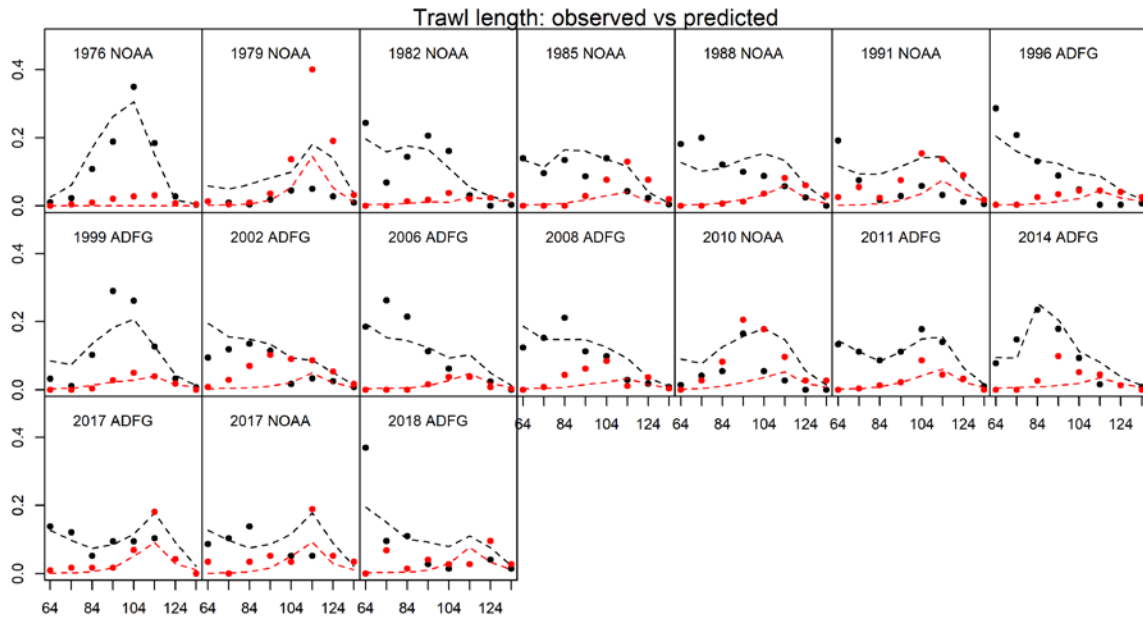 Trawl length: observed vs predicted
1976 NOAA 1979 NOAA 1982 NOAA 1985 NOAA 1988 NOAA 1991 NOAA 1996 ADFG
0.4
0.2
0.0
1999 ADFG 2002 ADFG 2006 ADFG 2008 ADFG 2010 NOAA 2011 ADFG 2014 ADFG
0.4
0.2
0.0
2017 ADFG 2017 NOAA 2018 ADFG
64 84 104 124 64 84 104 124 64 84 104 124 64 84 104 124
0.4
0.2
0.0
64 84 104 124 64 84 104 124 64 84 104 124